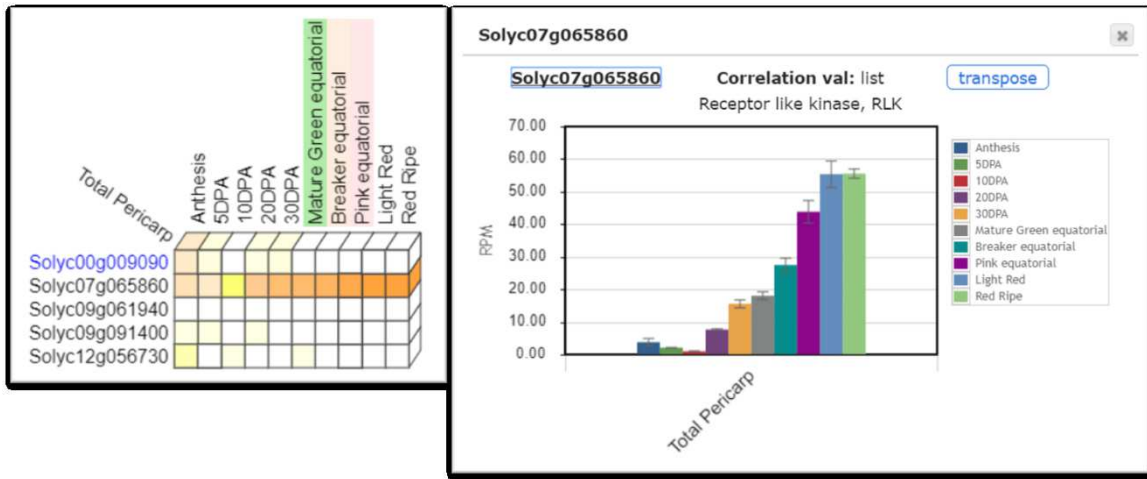 Total Pericarp
Anthesis
5DPA
10DPA
20DPA
30DPA
Mature Green equatorial
Breaker equatorial
Pink equatorial
Light Red
Red Ripe
Solyc00g009090
Solyc07g065860
Solyc09g061940
Solyc09g091400
Solyc12g056730
Solyc07g065860
Solyc07g065860 Correlation val: list transpose
Receptor like kinase, RLK
70.00
60.00
50.00
40.00
30.00
20.00
10.00
0.00
RPM
Total Pericarp
Anthesis
5DPA
10DPA
20DPA
30DPA
Mature Green equatorial
Breaker equatorial
Pink equatorial
Light Red
Red Ripe